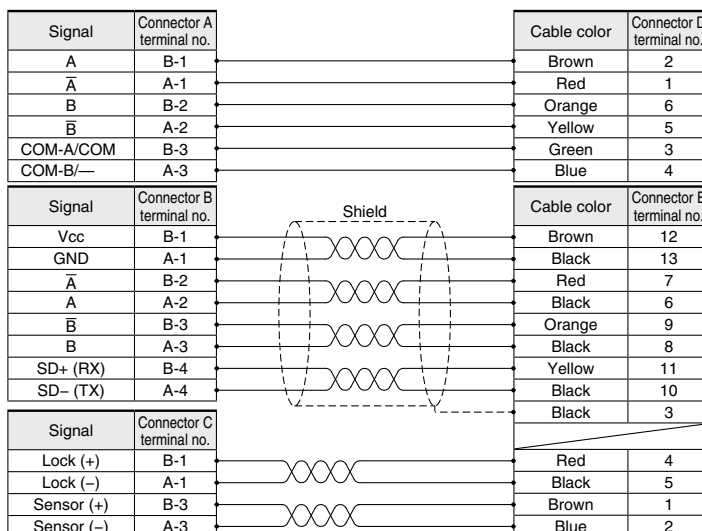 Signal Connector A terminal no. Cable color Connector D terminal no.
A B-1 Brown 2
A̅ A-1 Red 1
B B-2 Orange 6
B̅ A-2 Yellow 5
COM-A/COM B-3 Green 3
COM-B/— A-3 Blue 4
Signal Connector B terminal no. Shield Cable color Connector E terminal no.
Vcc B-1 Brown 12
GND A-1 Black 13
A̅ B-2 Red 7
A A-2 Black 6
B̅ B-3 Orange 9
B A-3 Black 8
SD+ (RX) B-4 Yellow 11
SD− (TX) A-4 Black 10
Black 3
Signal Connector C terminal no.
Lock (+) B-1 Red 4
Lock (−) A-1 Black 5
Sensor (+) B-3 Brown 1
Sensor (−) A-3 Blue 2